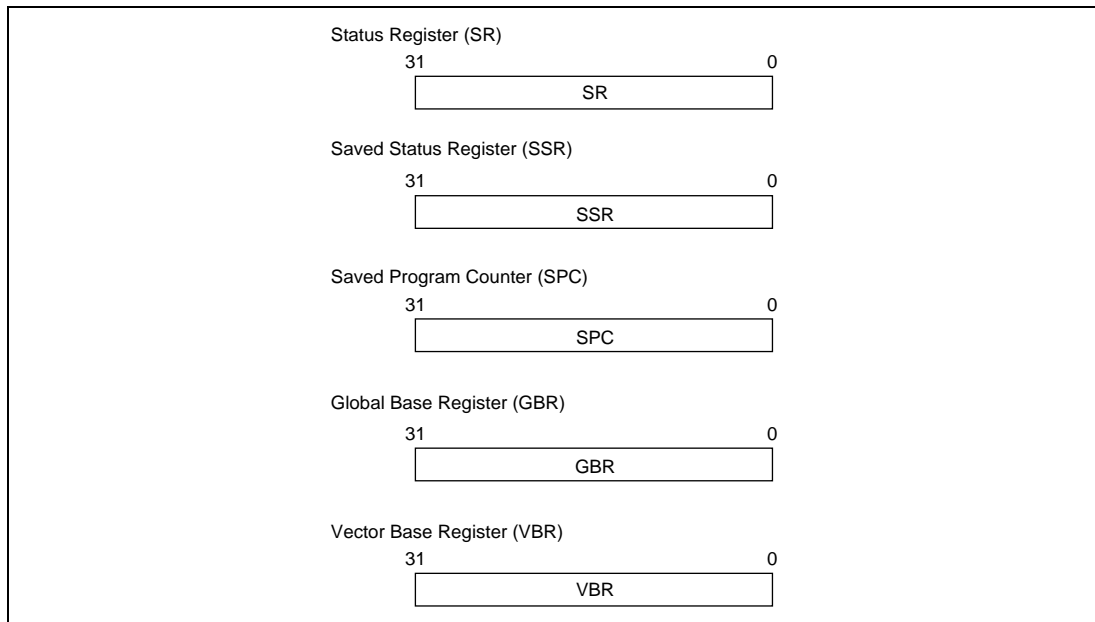 Status Register (SR)
31 0
SR
Saved Status Register (SSR)
31 0
SSR
Saved Program Counter (SPC)
31 0
SPC
Global Base Register (GBR)
31 0
GBR
Vector Base Register (VBR)
31 0
VBR